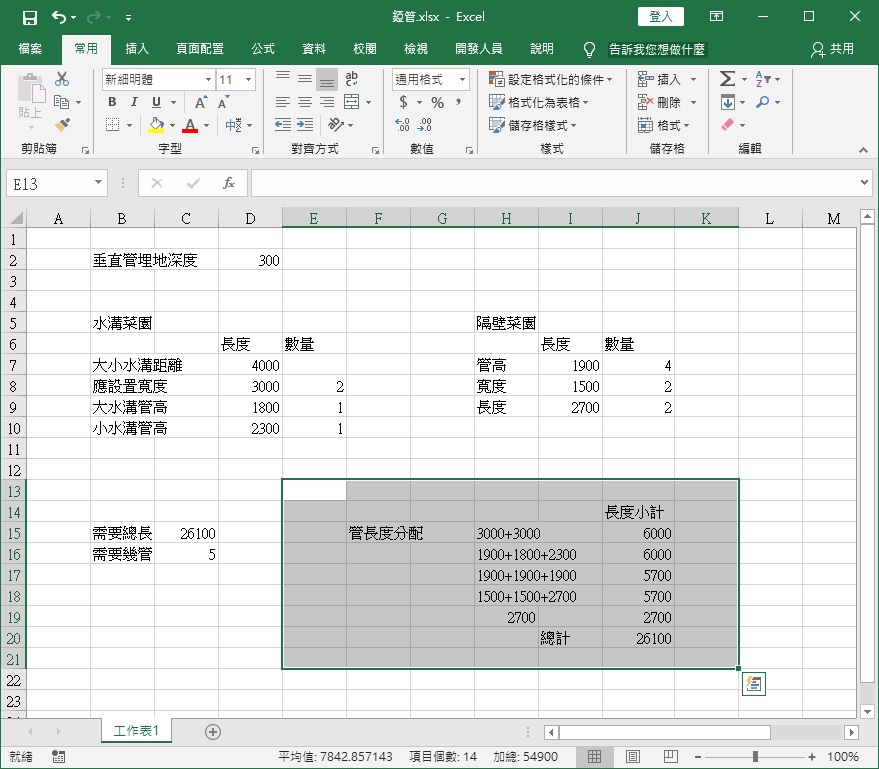 錏管.xlsx - Excel
登入
檔案 常用 插入 頁面配置 公式 資料 校閱 檢視 開發人員 說明 告訴我您想做什麼 共用
貼上 新細明體 11 B I U A A ab c 通用格式 $ % , .00 設定格式化的條件 格式化為表格 儲存格樣式 插入 刪除 格式
剪貼簿 字型 對齊方式 數值 樣式 儲存格 編輯
E13 fx
A B C D E F G H I J K L M
1
2 垂直管埋地深度 300
3
4
5 水溝菜園 隔壁菜園
6 長度 數量 長度 數量
7 大小水溝距離 4000 管高 1900 4
8 應設置寬度 3000 2 寬度 1500 2
9 大水溝管高 1800 1 長度 2700 2
10 小水溝管高 2300 1
11
12
13
14 長度小計
15 需要總長 26100 管長度分配 3000+3000 6000
16 需要幾管 5 1900+1800+2300 6000
17 1900+1900+1900 5700
18 1500+1500+2700 5700
19 2700 2700
20 總計 26100
21
22
23
工作表1
就緒 平均值: 7842.857143 項目個數: 14 加總: 54900 100%